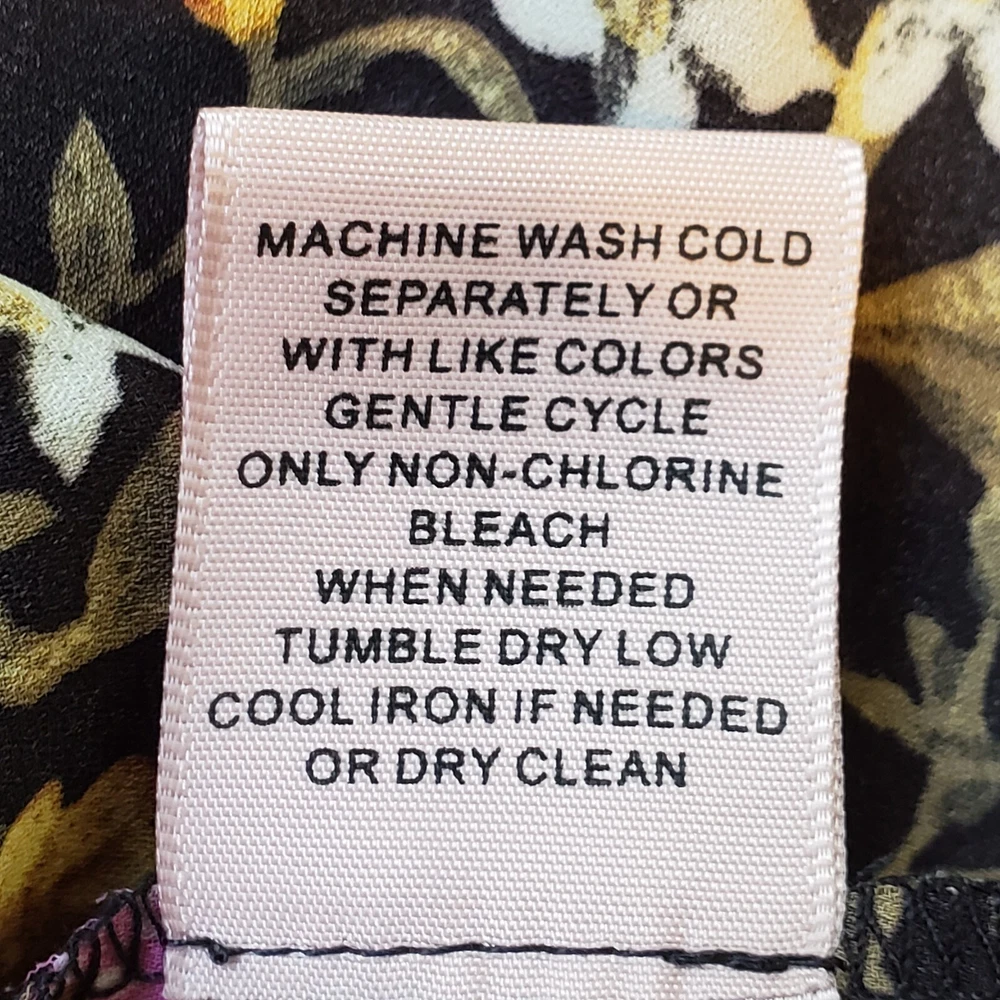 MACHINE WASH COLD
SEPARATELY OR
WITH LIKE COLORS
GENTLE CYCLE
ONLY NON-CHLORINE
BLEACH
WHEN NEEDED
TUMBLE DRY LOW
COOL IRON IF NEEDED
OR DRY CLEAN